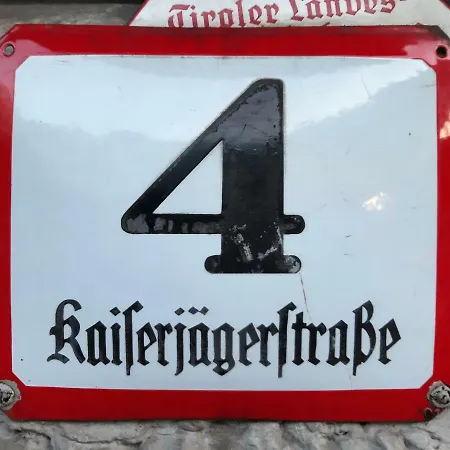 Tiroler Landes-
4
Kaiſerjägerſtraße